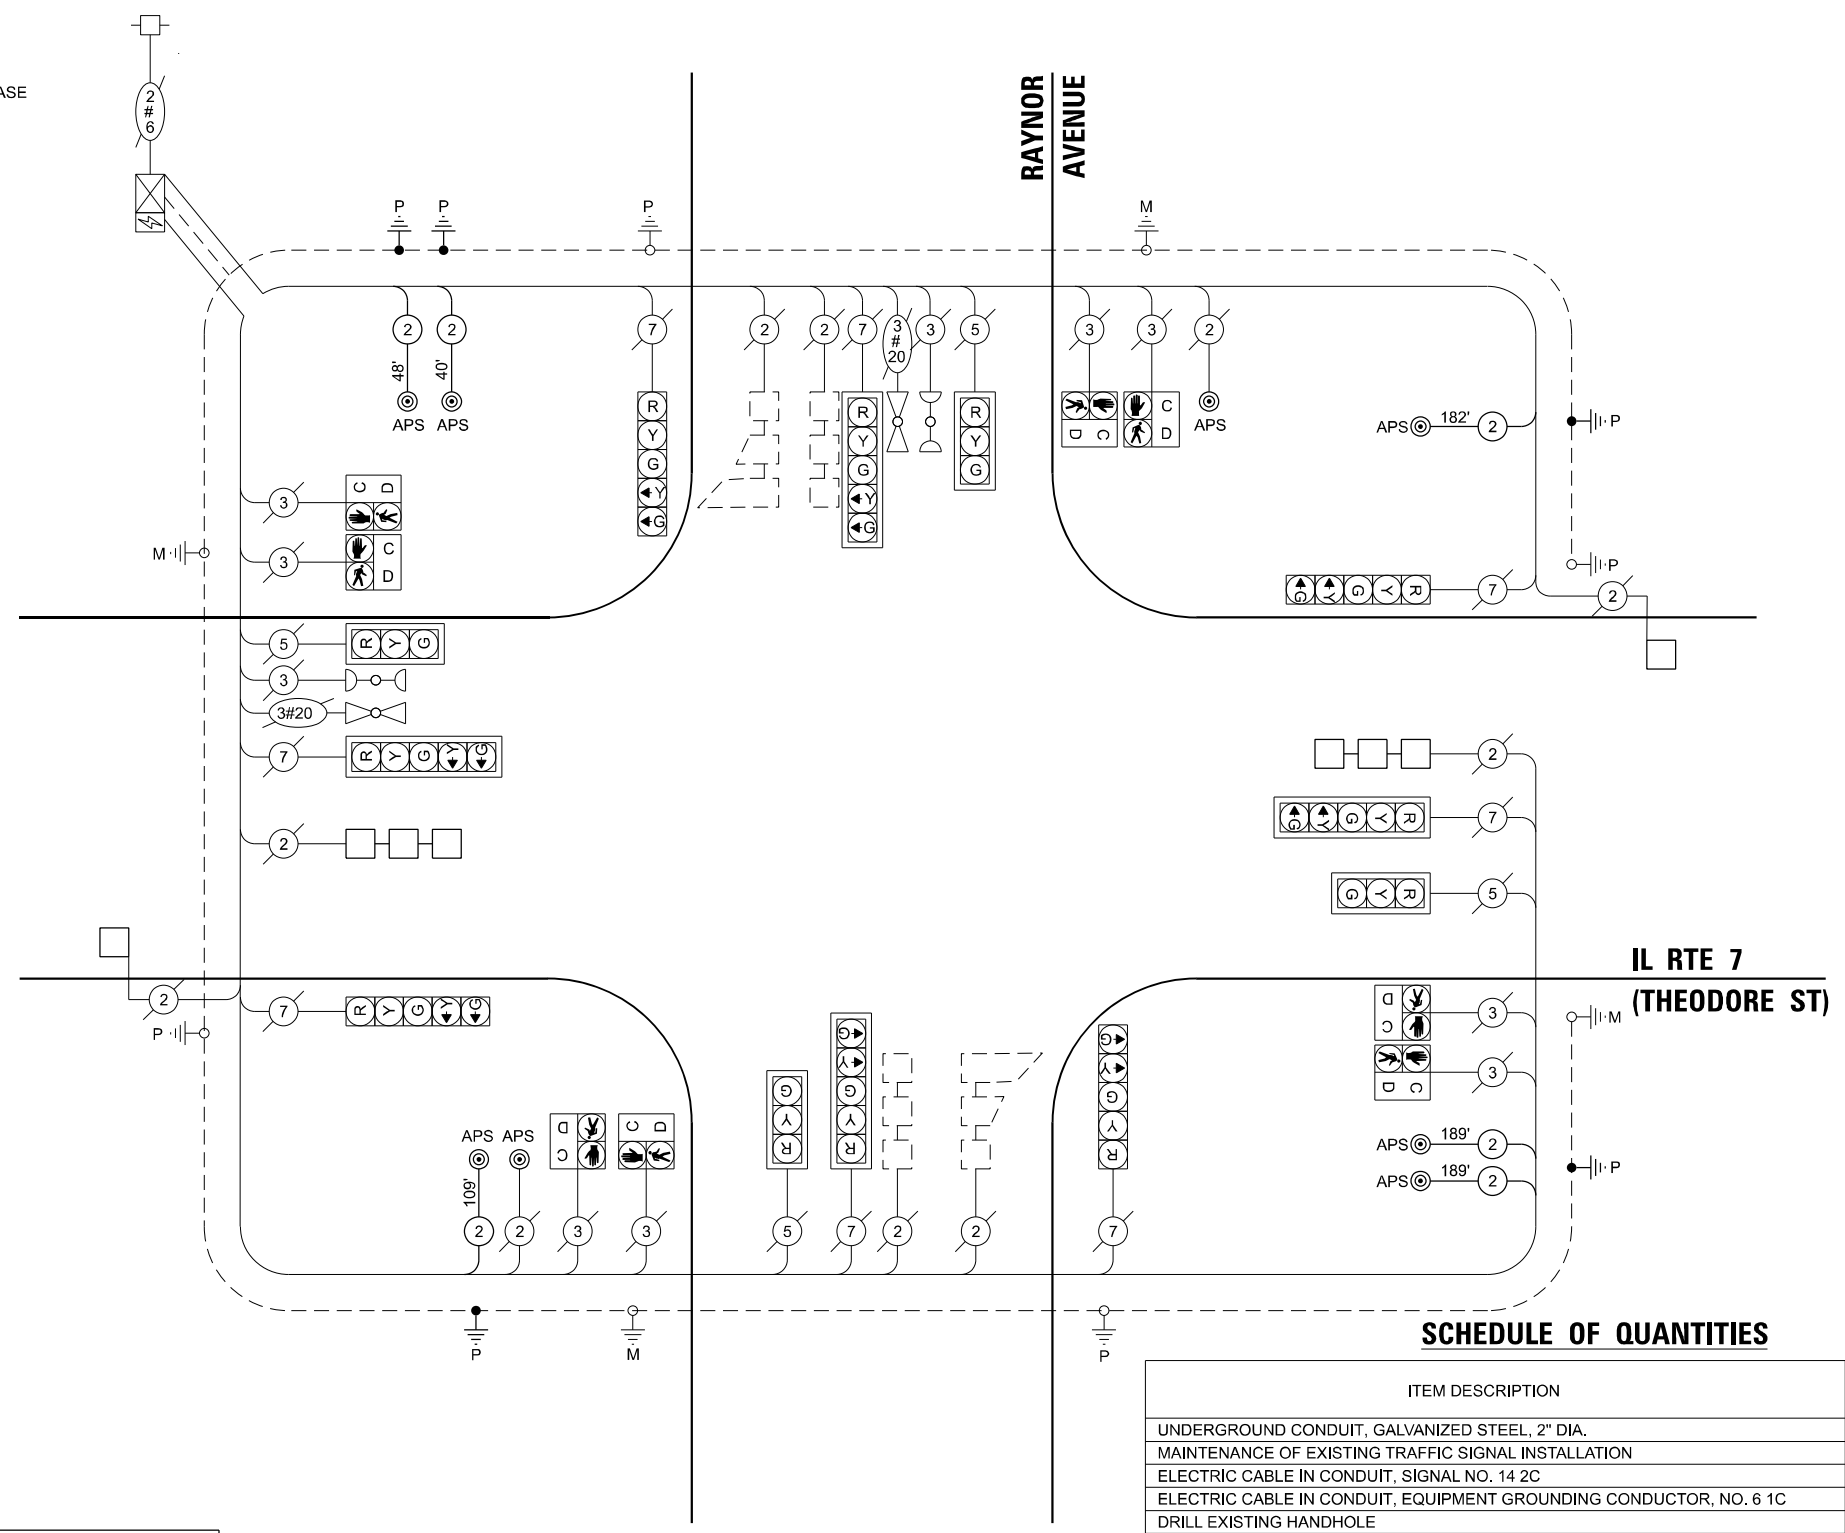 ASE
2
#
6
RAYNOR
AVENUE
P P P M
2 2 7 2 2 7 3 # 20 3 5 3 3 2
48' 40'
APS APS
R Y G Y G
R Y G Y G
R Y G
D C
C D
APS
APS 182' 2 P
3 C D
M
3 C D
P
G Y G Y R 7
2
5 R Y G
3
3#20
7 R Y G Y G
2
G Y G Y R 7
2
G Y R 5
IL RTE 7
(THEODORE ST)
2
7 R Y G Y G
P
D C 3
M
D C 3
APS 189' 2
P
APS 189' 2
APS APS
109'
D C
C D
G Y R
G Y G Y R
G Y G Y R
2 2 3 3 5 7 2 2 7
P M P
SCHEDULE OF QUANTITIES
ITEM DESCRIPTION
UNDERGROUND CONDUIT, GALVANIZED STEEL, 2" DIA.
MAINTENANCE OF EXISTING TRAFFIC SIGNAL INSTALLATION
ELECTRIC CABLE IN CONDUIT, SIGNAL NO. 14 2C
ELECTRIC CABLE IN CONDUIT, EQUIPMENT GROUNDING CONDUCTOR, NO. 6 1C
DRILL EXISTING HANDHOLE